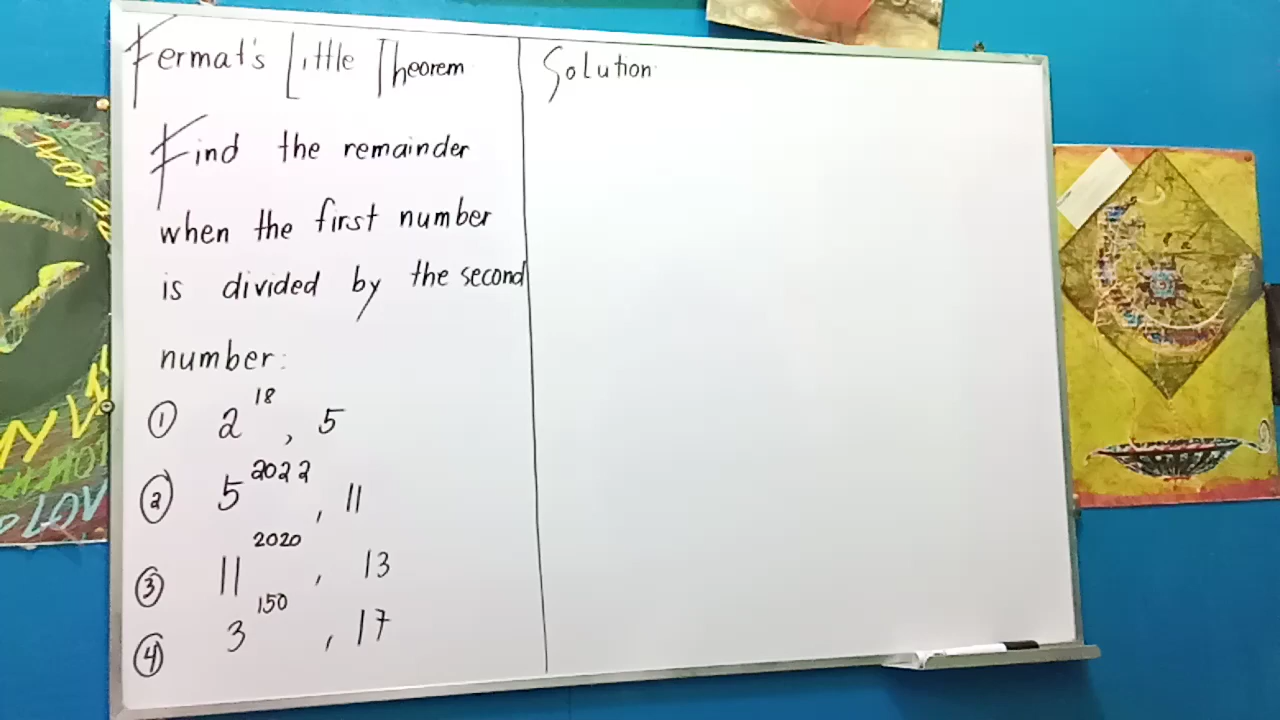 Fermat's Little Theorem
Find the remainder
when the first number
is divided by the second
number:
① 2^18, 5
② 5^2022, 11
③ 11^2020, 13
④ 3^150, 17
Solution